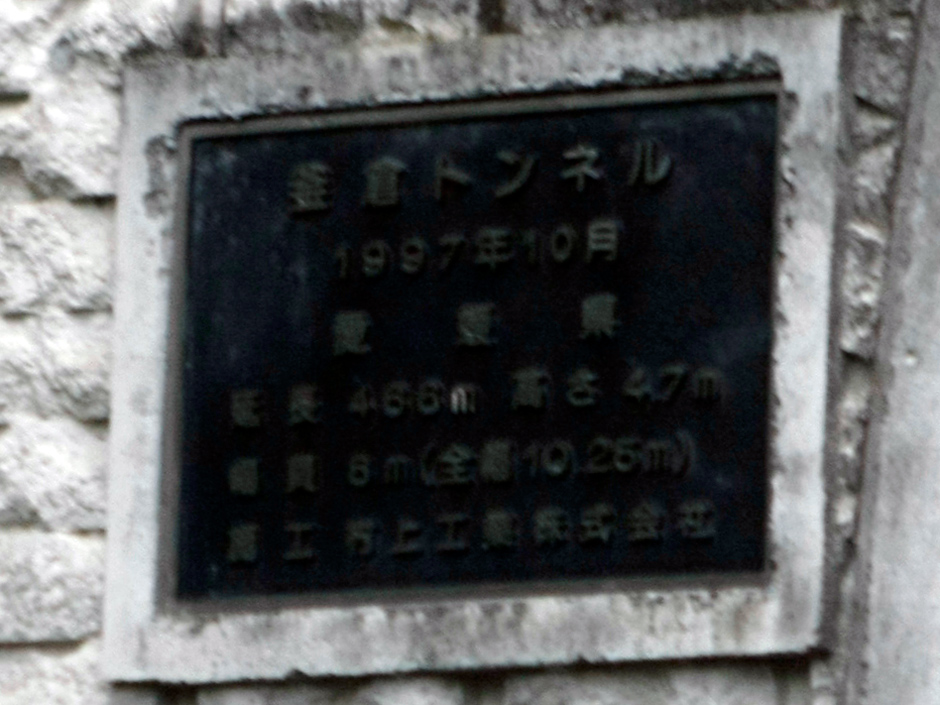 釜倉トンネル
1997年10月
愛媛県
延長 466m 高さ 4.7m
幅員 6m(全幅10.25m)
施工 村上工業株式会社